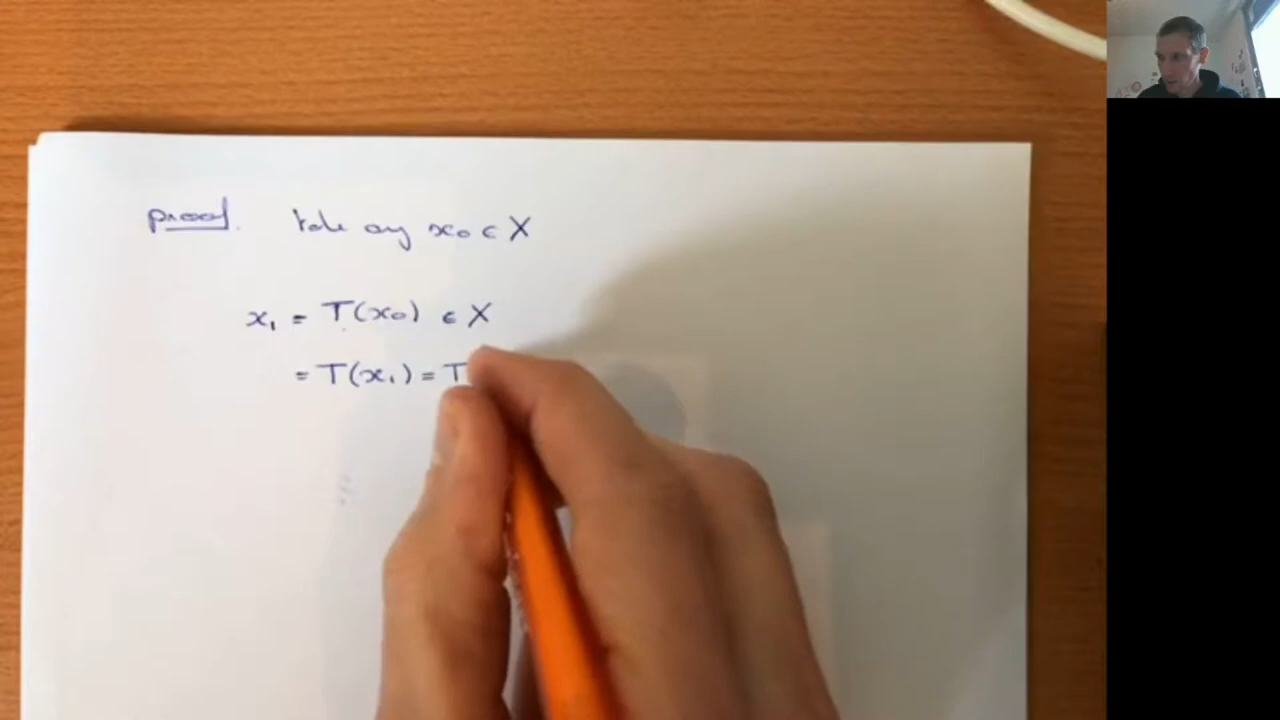 proof. take any x₀ ∈ X
x₁ = T(x₀) ∈ X
= T(x₁) = T